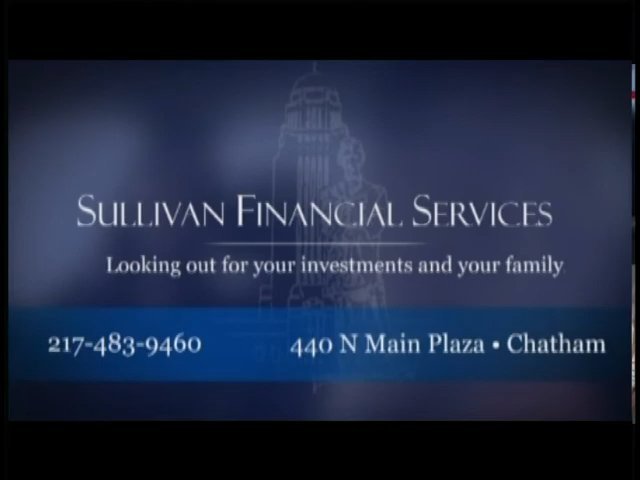 SULLIVAN FINANCIAL SERVICES
Looking out for your investments and your family
217-483-9460
440 N Main Plaza • Chatham